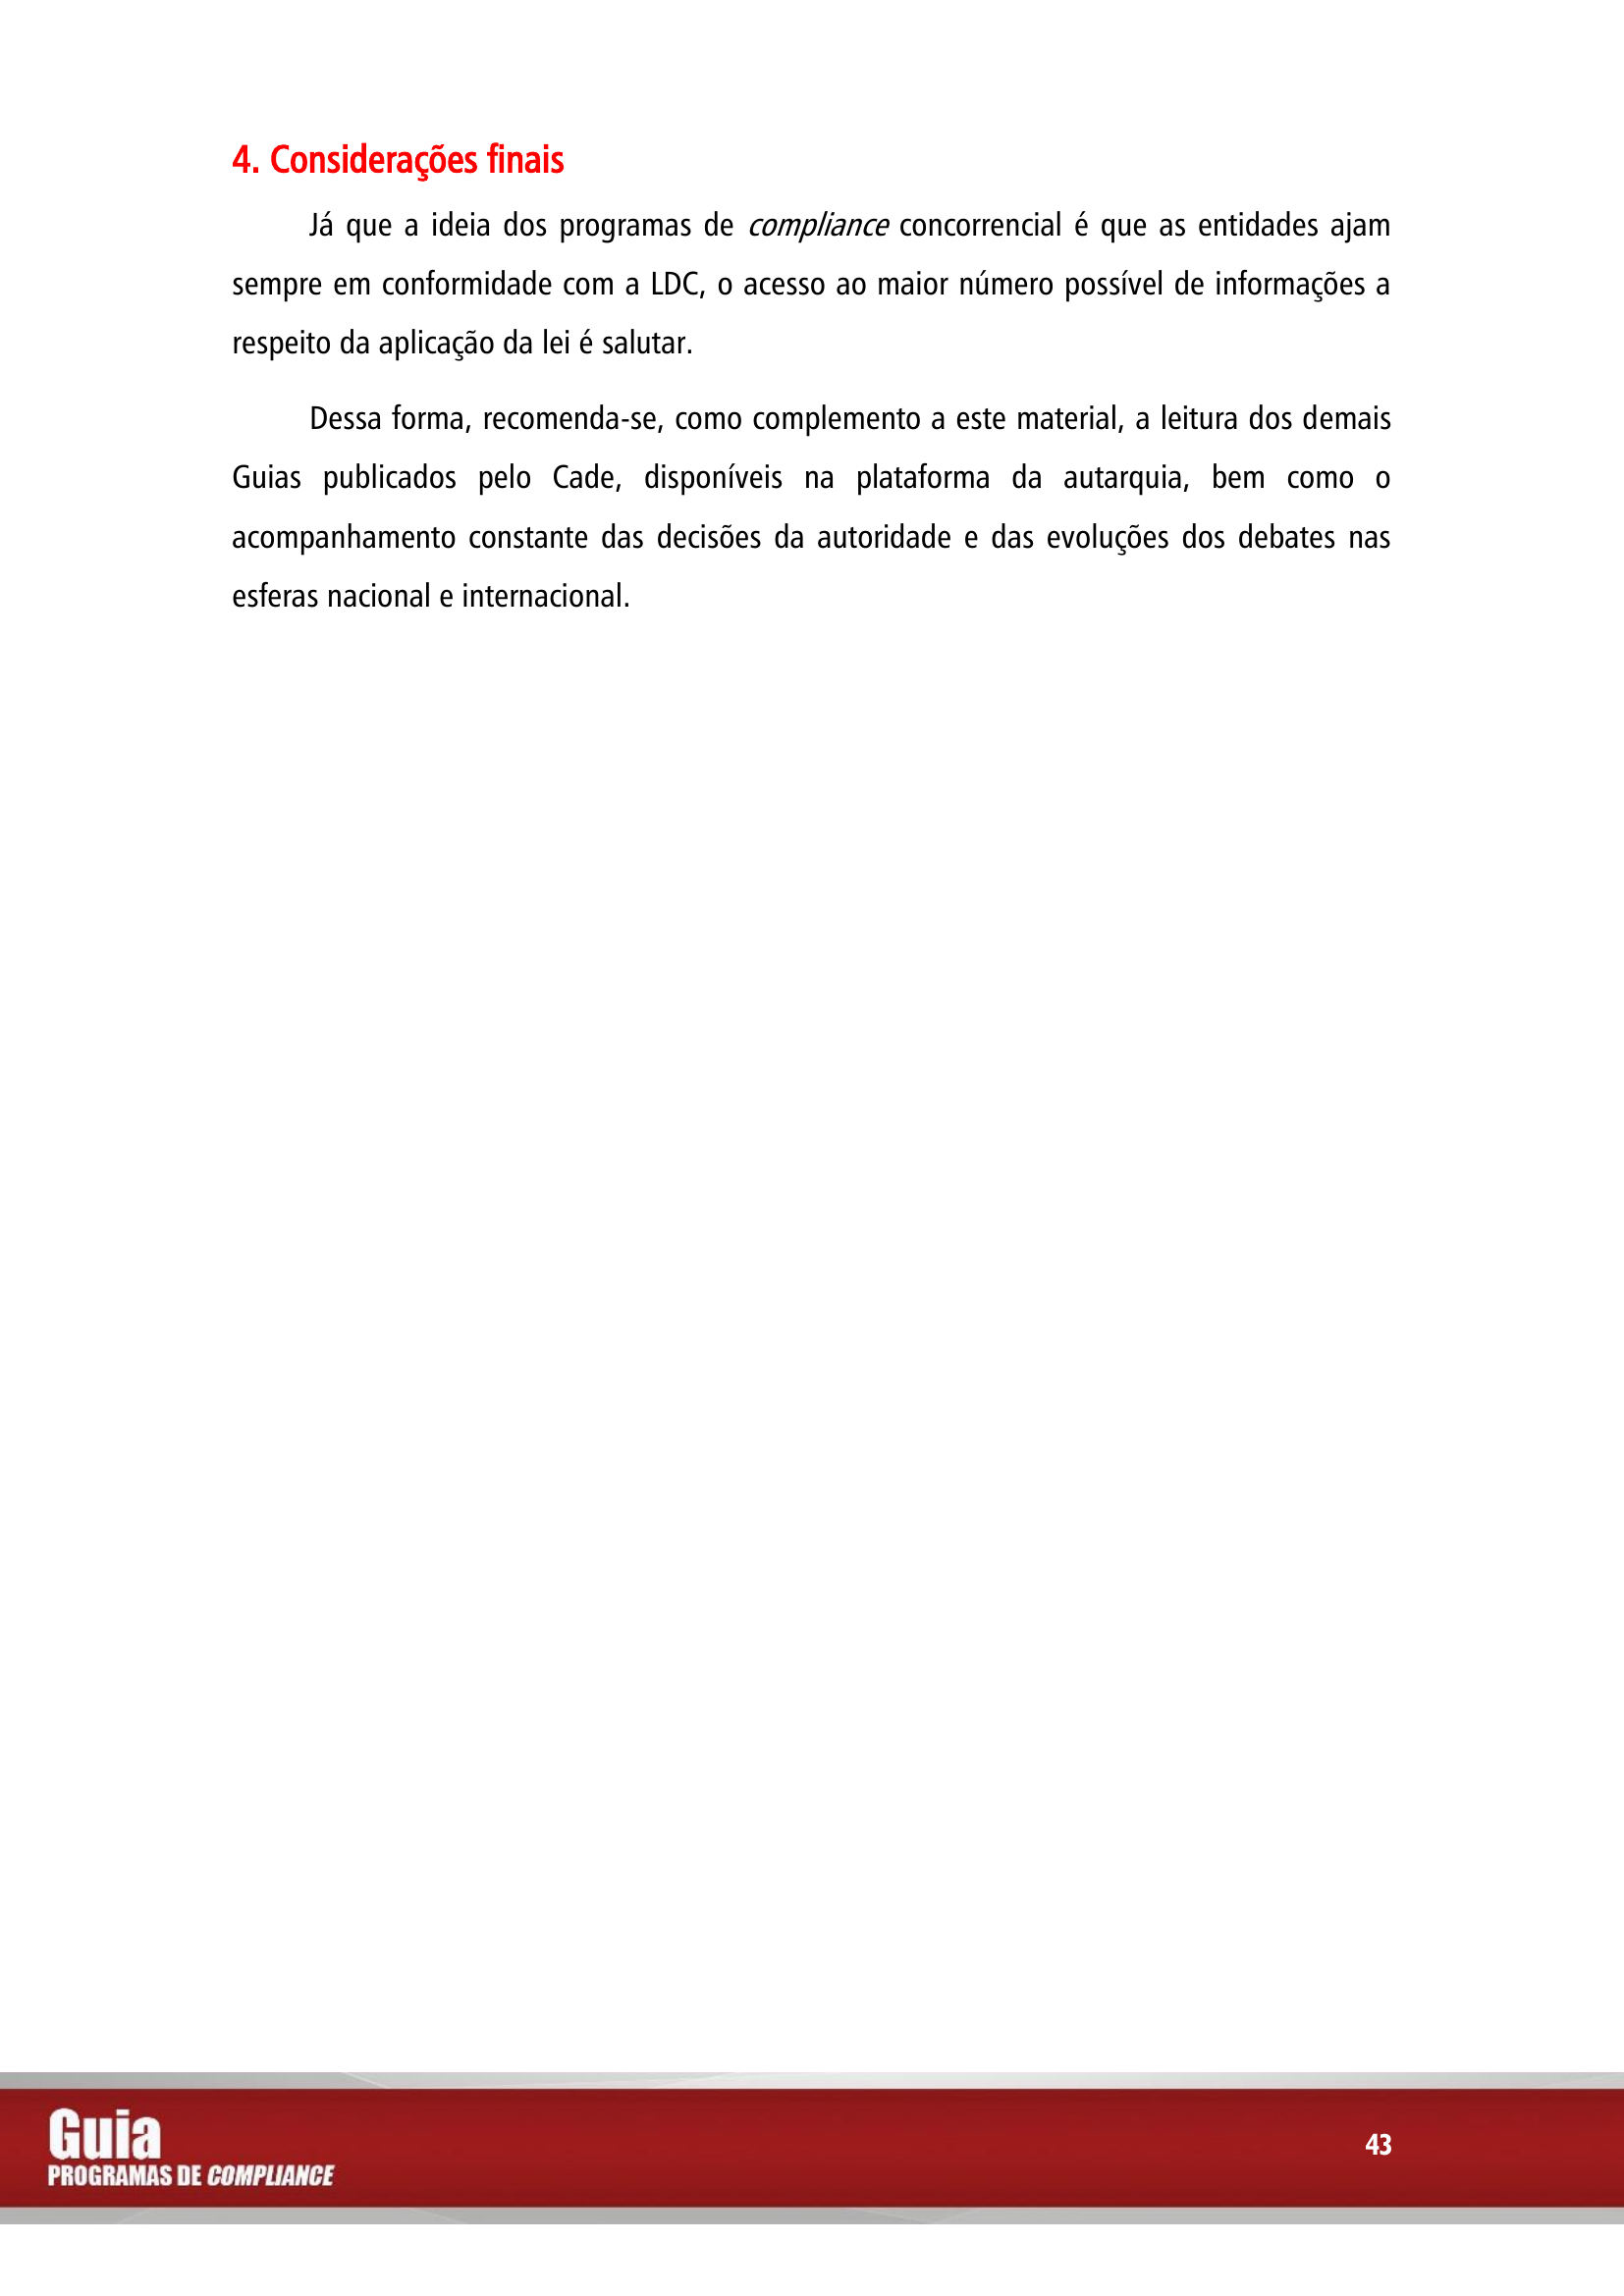 4. Considerações finais
Já que a ideia dos programas de compliance concorrencial é que as entidades ajam
sempre em conformidade com a LDC, o acesso ao maior número possível de informações a
respeito da aplicação da lei é salutar.
Dessa forma, recomenda-se, como complemento a este material, a leitura dos demais
Guias publicados pelo Cade, disponíveis na plataforma da autarquia, bem como o
acompanhamento constante das decisões da autoridade e das evoluções dos debates nas
esferas nacional e internacional.
Guia
PROGRAMAS DE COMPLIANCE
43